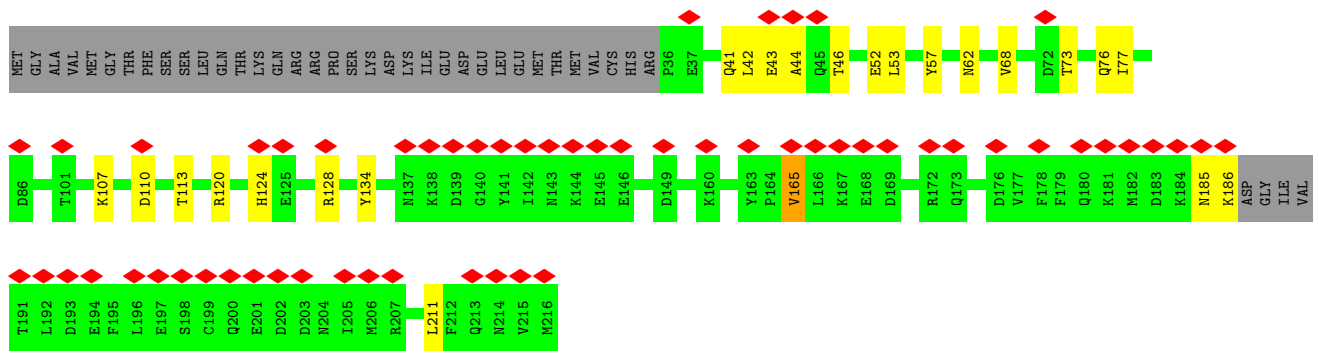 MET GLY ALA VAL MET GLY THR PHE SER SER LEU GLN THR LYS GLN ARG ARG PRO SER LYS ASP LYS ILE GLU ASP GLU LEU GLU MET THR MET VAL CYS HIS ARG P36 E37 Q41 L42 E43 A44 Q45 T46 E52 L53 Y57 N62 V68 D72 T73 Q76 I77
D86 T101 K107 D110 T113 R120 H124 E125 R128 Y134 N137 K138 D139 G140 Y141 I142 N143 K144 E145 E146 D149 K160 Y163 P164 V165 L166 K167 E168 D169 R172 Q173 D176 V177 F178 F179 Q180 K181 M182 D183 K184 N185 K186 ASP GLY ILE VAL
T191 L192 D193 E194 F195 L196 E197 S198 C199 Q200 E201 D202 D203 N204 I205 M206 R207 L211 F212 Q213 N214 V215 M216